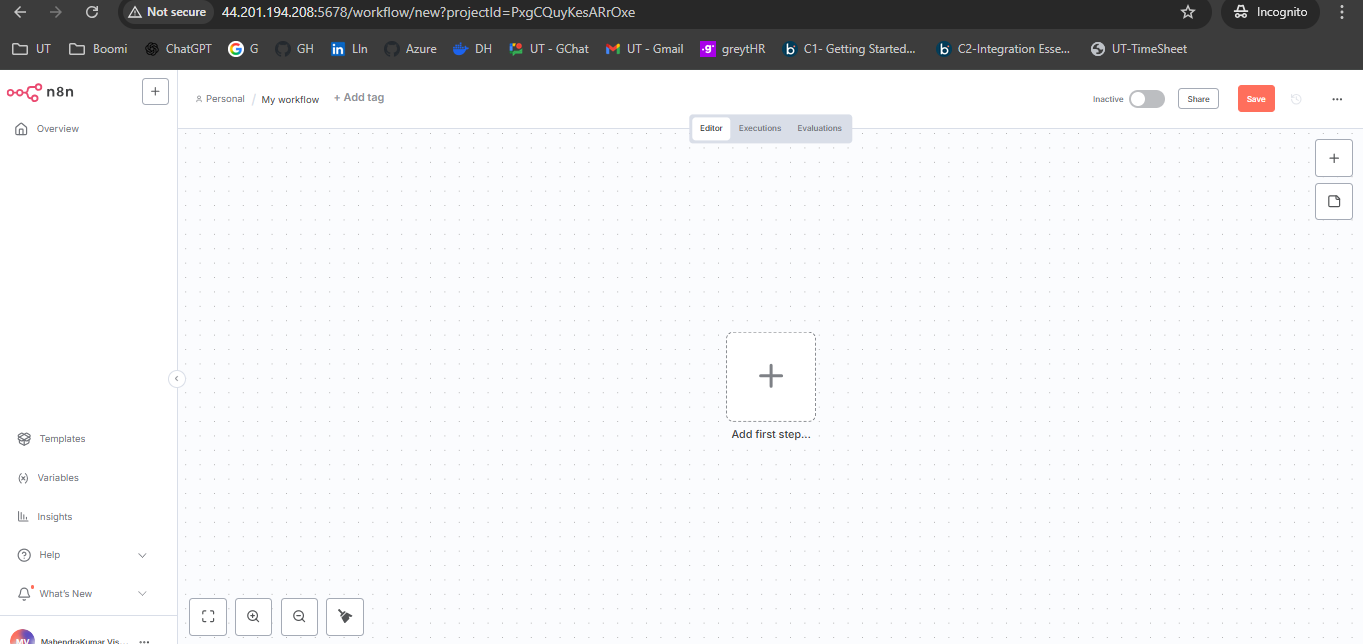 Not secure 44.201.194.208:5678/workflow/new?projectId=PxgCQuyKesARrOxe Incognito
UT Boomi ChatGPT G GH LIn Azure DH UT - GChat UT - Gmail greytHR C1- Getting Started... C2-Integration Esse... UT-TimeSheet
n8n
Personal / My workflow + Add tag Inactive Share Save
Overview
Editor Executions Evaluations
Add first step...
Templates
Variables
Insights
Help
What's New
MV MahendraKumar Vis...